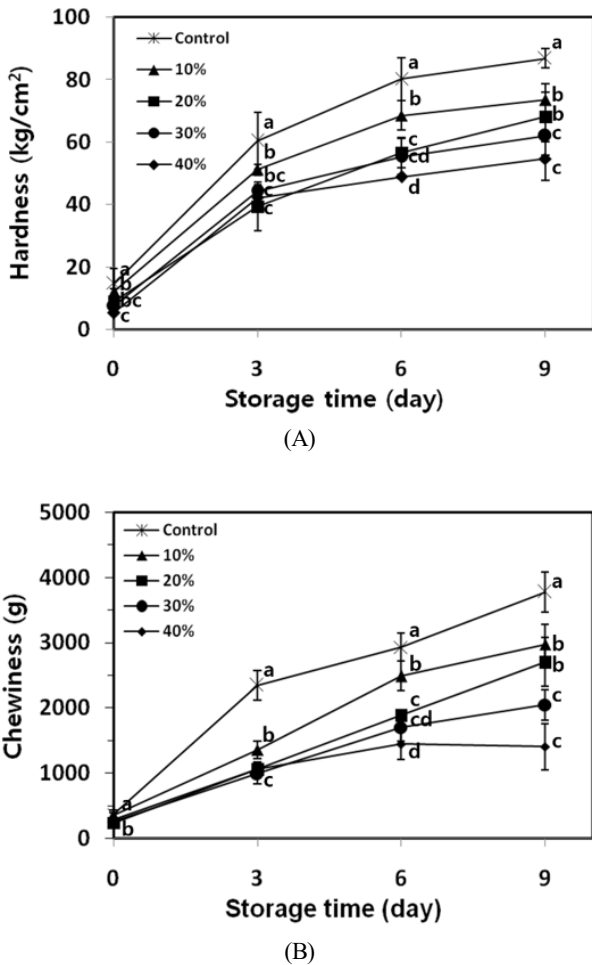 100
80
60
40
20
0
Hardness (kg/cm²)
Control
10%
20%
30%
40%
a
b
bc
c
a
b
bc
c
c
a
b
c
cd
d
a
b
b
c
c
0 3 6 9
Storage time (day)
(A)
5000
4000
3000
2000
1000
0
Chewiness (g)
Control
10%
20%
30%
40%
a
b
a
b
c
a
b
c
cd
d
a
b
b
c
c
0 3 6 9
Storage time (day)
(B)